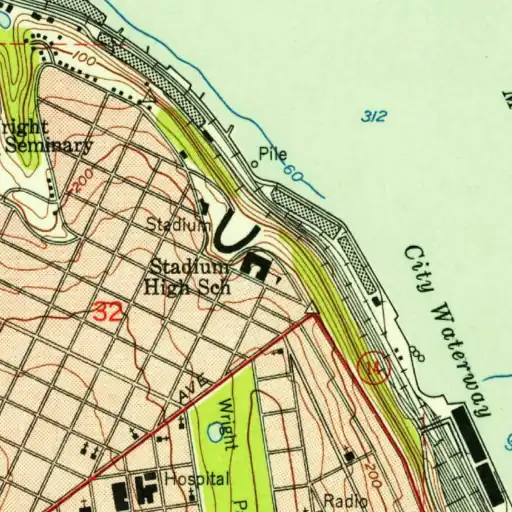 100
312
right
Seminary
Pile
60
200
Stadium
Stadium
High Sch
City Waterway
32
14
AVE
Wright
Hospital
200
Radio